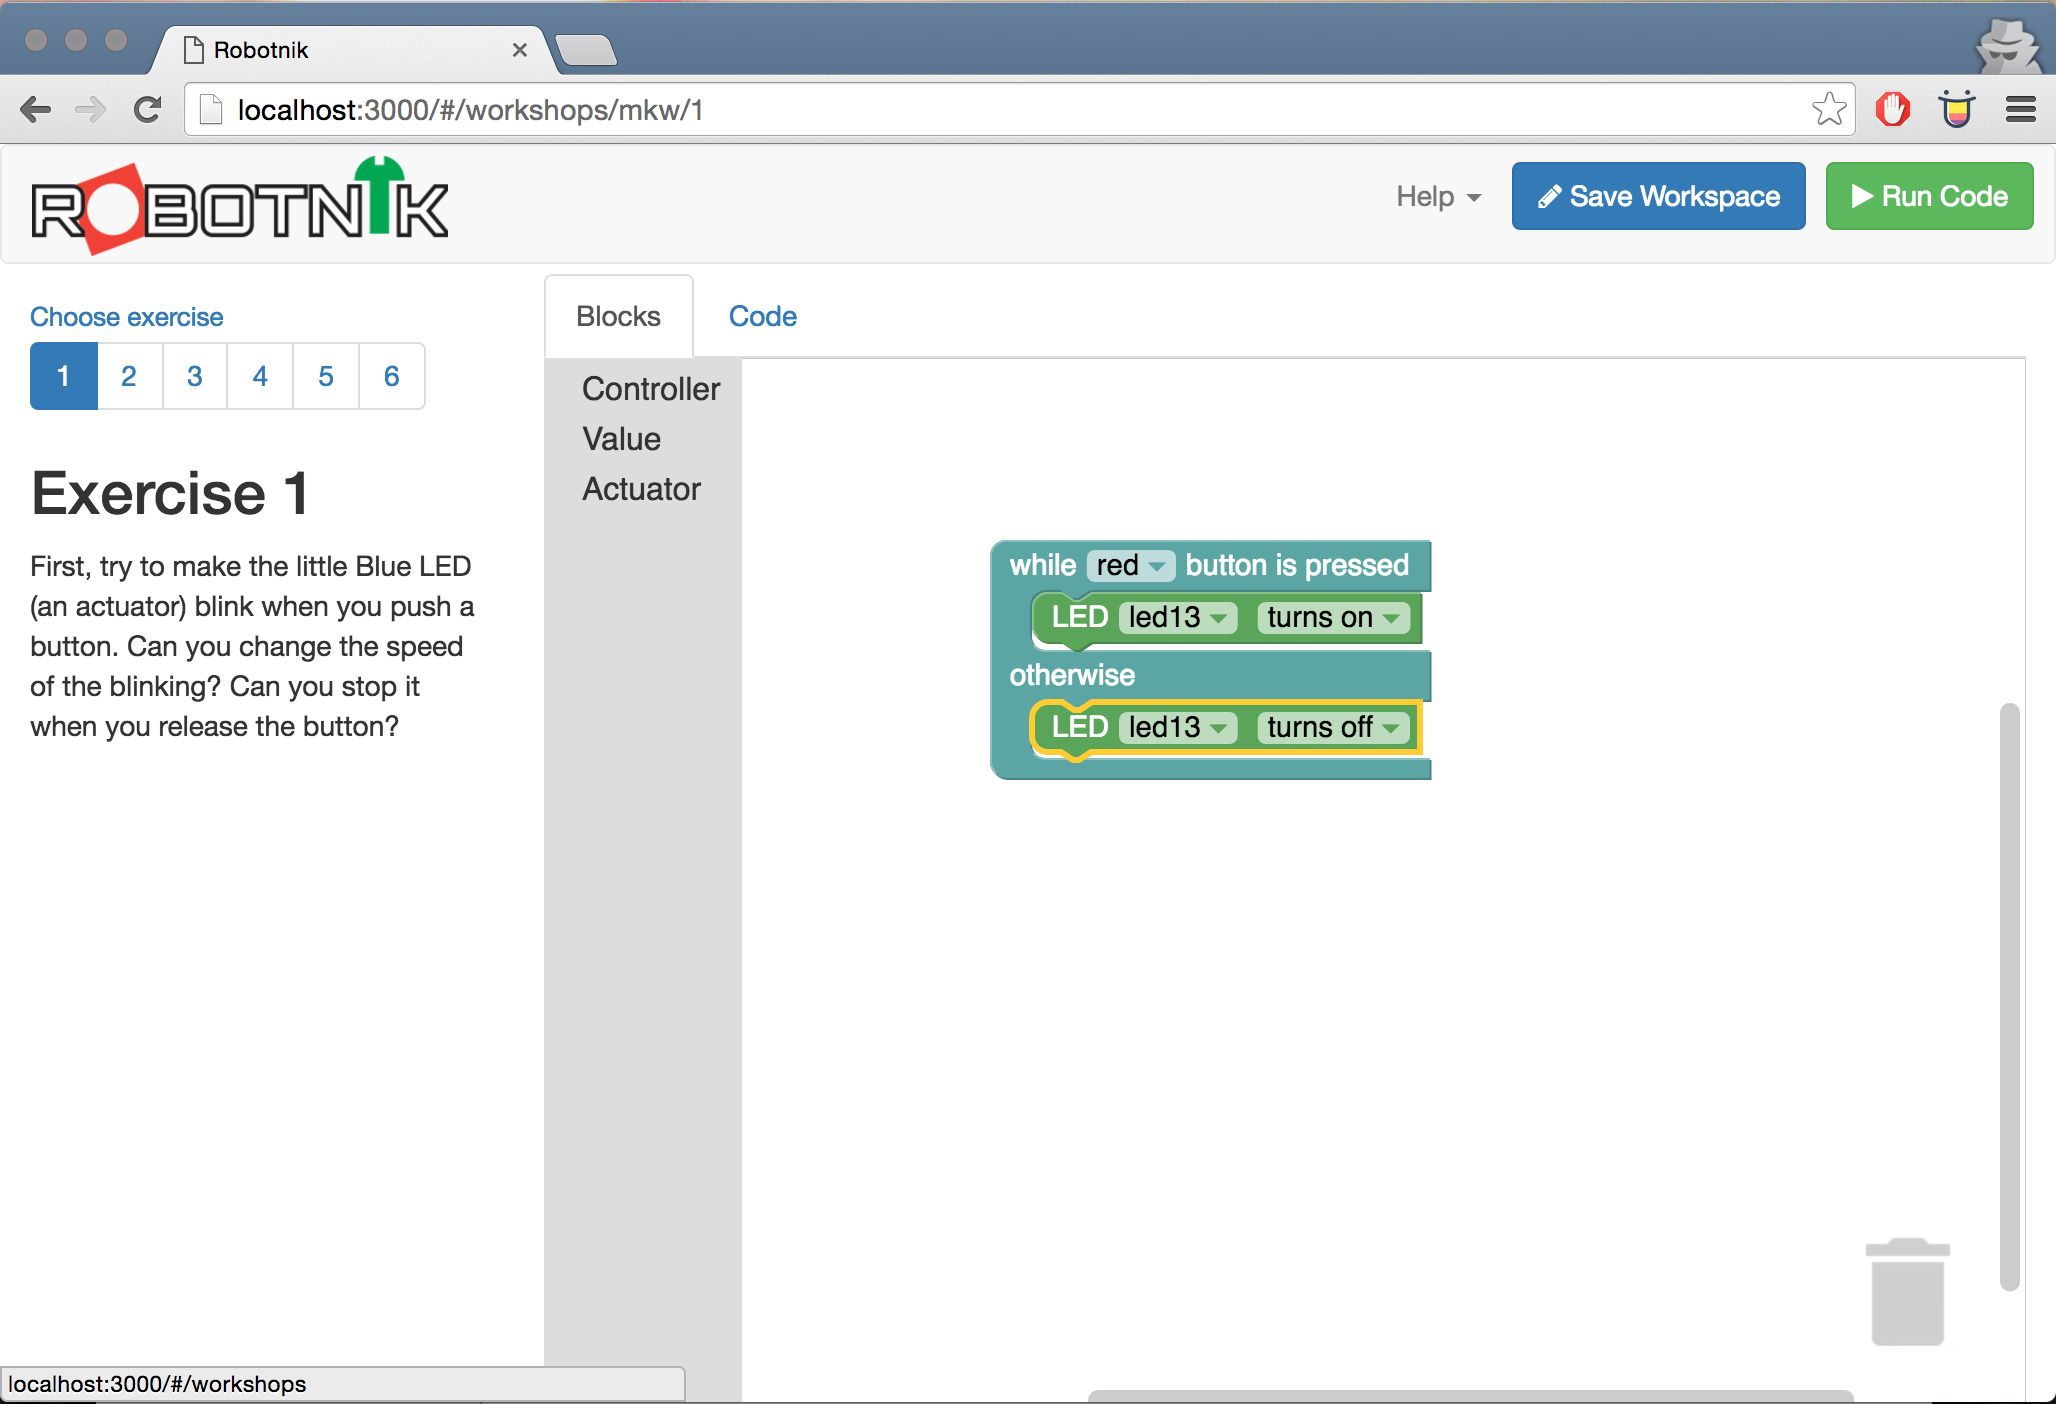 Robotnik
localhost:3000/#/workshops/mkw/1
ROBOTNIK
Help
Save Workspace
Run Code
Choose exercise
1 2 3 4 5 6
Exercise 1
First, try to make the little Blue LED
(an actuator) blink when you push a
button. Can you change the speed
of the blinking? Can you stop it
when you release the button?
Blocks
Code
Controller
Value
Actuator
while red button is pressed
LED led13 turns on
otherwise
LED led13 turns off
localhost:3000/#/workshops